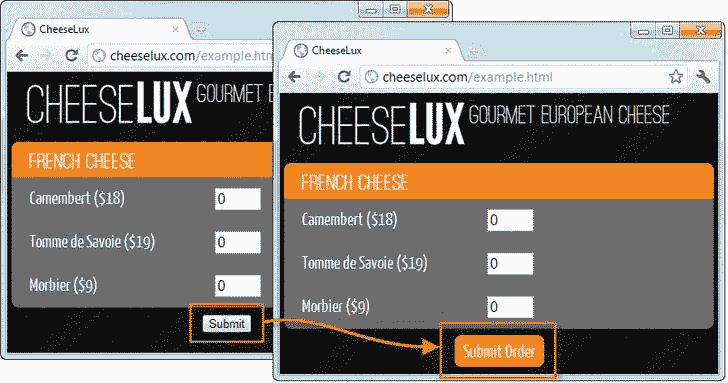 CheeseLux
cheeselux.com/example.htm
CHEESELUX GOURMET E
FRENCH CHEESE
Camembert ($18) 0
Tomme de Savoie ($19) 0
Morbier ($9) 0
Submit
CheeseLux
cheeselux.com/example.html
CHEESELUX GOURMET EUROPEAN CHEESE
FRENCH CHEESE
Camembert ($18) 0
Tomme de Savoie ($19) 0
Morbier ($9) 0
Submit Order